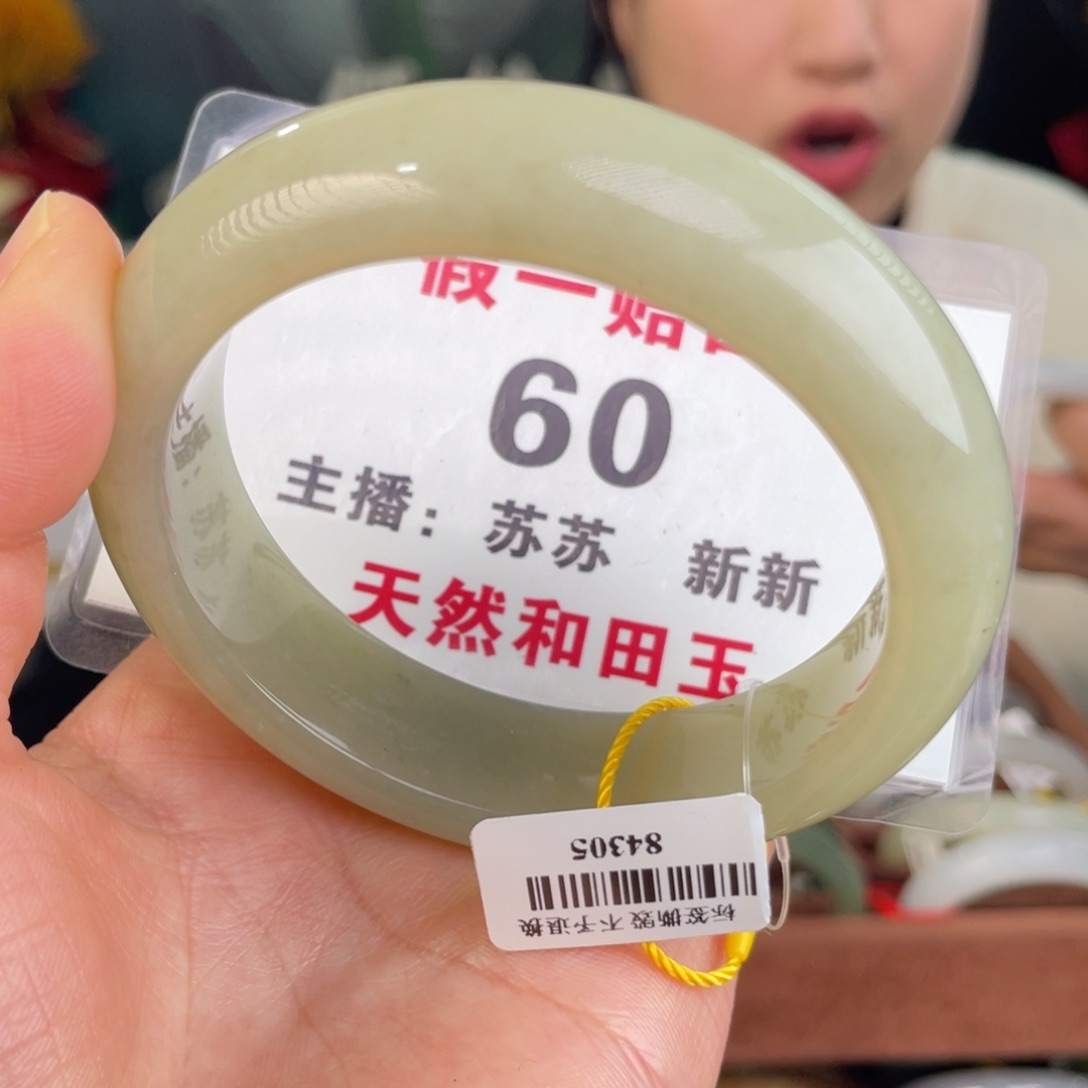 假一赔
60
主播：苏苏 新新
天然和田玉
84305
标签撕毁 不予退换